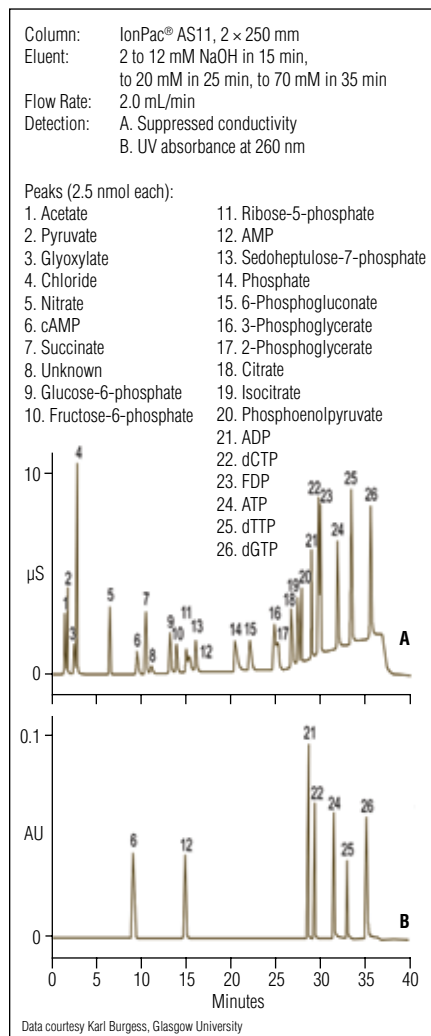 Column: IonPac® AS11, 2 × 250 mm
Eluent: 2 to 12 mM NaOH in 15 min,
to 20 mM in 25 min, to 70 mM in 35 min
Flow Rate: 2.0 mL/min
Detection: A. Suppressed conductivity
B. UV absorbance at 260 nm
Peaks (2.5 nmol each):
1. Acetate
2. Pyruvate
3. Glyoxylate
4. Chloride
5. Nitrate
6. cAMP
7. Succinate
8. Unknown
9. Glucose-6-phosphate
10. Fructose-6-phosphate
11. Ribose-5-phosphate
12. AMP
13. Sedoheptulose-7-phosphate
14. Phosphate
15. 6-Phosphogluconate
16. 3-Phosphoglycerate
17. 2-Phosphoglycerate
18. Citrate
19. Isocitrate
20. Phosphoenolpyruvate
21. ADP
22. dCTP
23. FDP
24. ATP
25. dTTP
26. dGTP
10
µS
0
1
2
3
4
5
6
7
8
9
10
11
13
12
14
15
16
17
18
19
20
21
22
23
24
25
26
A
0.1
AU
0
6
12
21
22
24
25
26
B
0 5 10 15 20 25 30 35 40
Minutes
Data courtesy Karl Burgess, Glasgow University